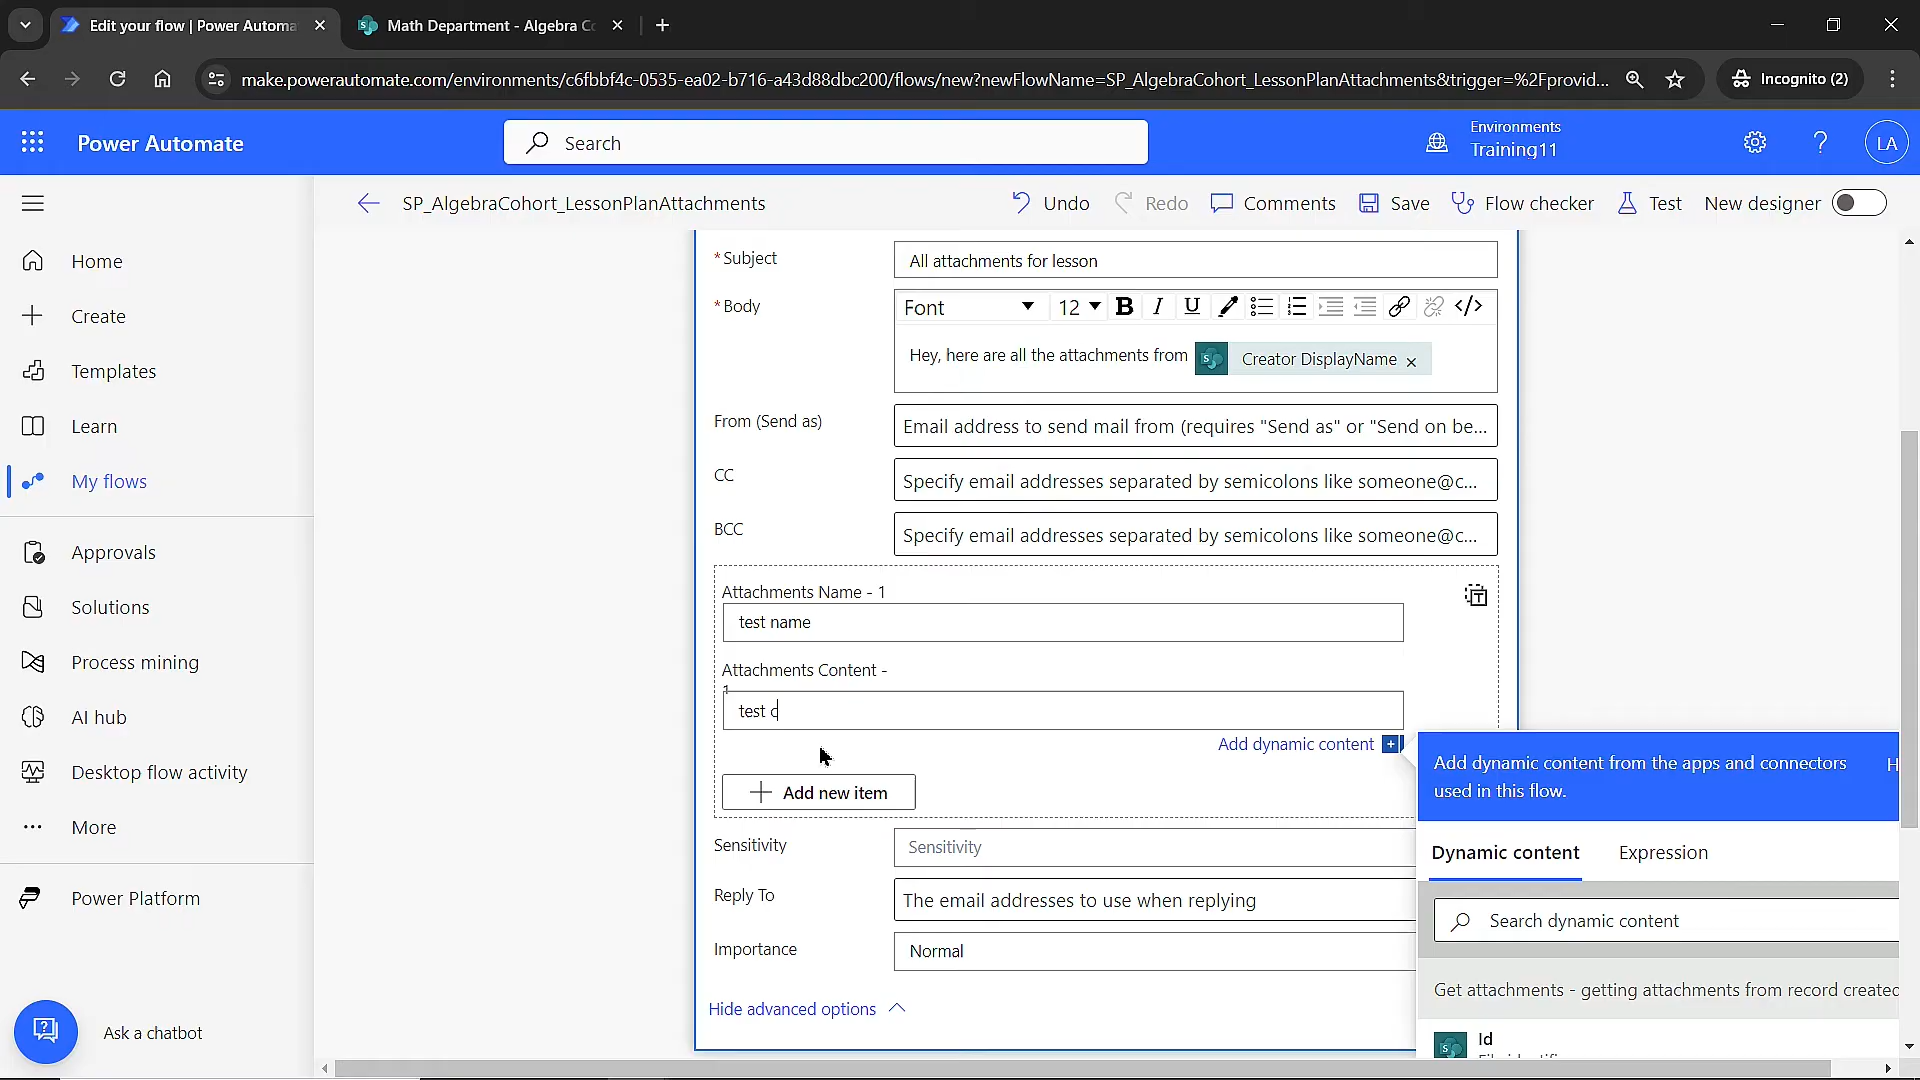 Edit your flow | Power Automa
Math Department - Algebra Co
make.powerautomate.com/environments/c6fbbf4c-0535-ea02-b716-a43d88dbc200/flows/new?newFlowName=SP_AlgebraCohort_LessonPlanAttachments&trigger=%2Fprovid...
Incognito (2)
Power Automate
Search
Environments
Training11
LA
SP_AlgebraCohort_LessonPlanAttachments
Undo
Redo
Comments
Save
Flow checker
Test
New designer
Home
Create
Templates
Learn
My flows
Approvals
Solutions
Process mining
AI hub
Desktop flow activity
More
Power Platform
Ask a chatbot
* Subject
All attachments for lesson
* Body
Font
12
B I U
</>
Hey, here are all the attachments from Creator DisplayName ×
From (Send as)
Email address to send mail from (requires "Send as" or "Send on be...
CC
Specify email addresses separated by semicolons like someone@c...
BCC
Specify email addresses separated by semicolons like someone@c...
Attachments Name - 1
test name
Attachments Content -
1
test c
Add dynamic content
Add new item
Sensitivity
Sensitivity
Reply To
The email addresses to use when replying
Importance
Normal
Hide advanced options
Add dynamic content from the apps and connectors
used in this flow.
H
Dynamic content
Expression
Search dynamic content
Get attachments - getting attachments from record created
Id